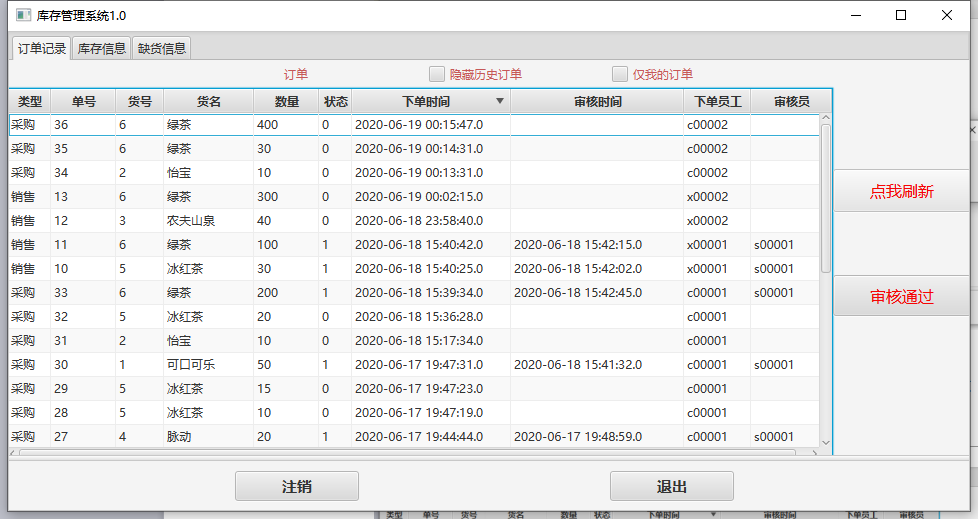 库存管理系统1.0
订单记录 库存信息 缺货信息
订单 隐藏历史订单 仅我的订单
类型 单号 货号 货名 数量 状态 下单时间 审核时间 下单员工 审核员
采购 36 6 绿茶 400 0 2020-06-19 00:15:47.0 c00002
采购 35 6 绿茶 30 0 2020-06-19 00:14:31.0 c00002
采购 34 2 怡宝 10 0 2020-06-19 00:13:31.0 c00002
销售 13 6 绿茶 300 0 2020-06-19 00:02:15.0 x00002
销售 12 3 农夫山泉 40 0 2020-06-18 23:58:40.0 x00002
销售 11 6 绿茶 100 1 2020-06-18 15:40:42.0 2020-06-18 15:42:15.0 x00001 s00001
销售 10 5 冰红茶 30 1 2020-06-18 15:40:25.0 2020-06-18 15:42:02.0 x00001 s00001
采购 33 6 绿茶 200 1 2020-06-18 15:39:34.0 2020-06-18 15:42:45.0 c00001 s00001
采购 32 5 冰红茶 20 0 2020-06-18 15:36:28.0 c00001
采购 31 2 怡宝 10 0 2020-06-18 15:17:34.0 c00001
采购 30 1 可口可乐 50 1 2020-06-17 19:47:31.0 2020-06-18 15:41:32.0 c00001 s00001
采购 29 5 冰红茶 15 0 2020-06-17 19:47:23.0 c00001
采购 28 5 冰红茶 10 0 2020-06-17 19:47:19.0 c00001
采购 27 4 脉动 20 1 2020-06-17 19:44:44.0 2020-06-17 19:48:59.0 c00001 s00001
点我刷新
审核通过
注销 退出
类型 单号 货号 货名 数量 状态 下单时间 审核时间 下单员工 审核员